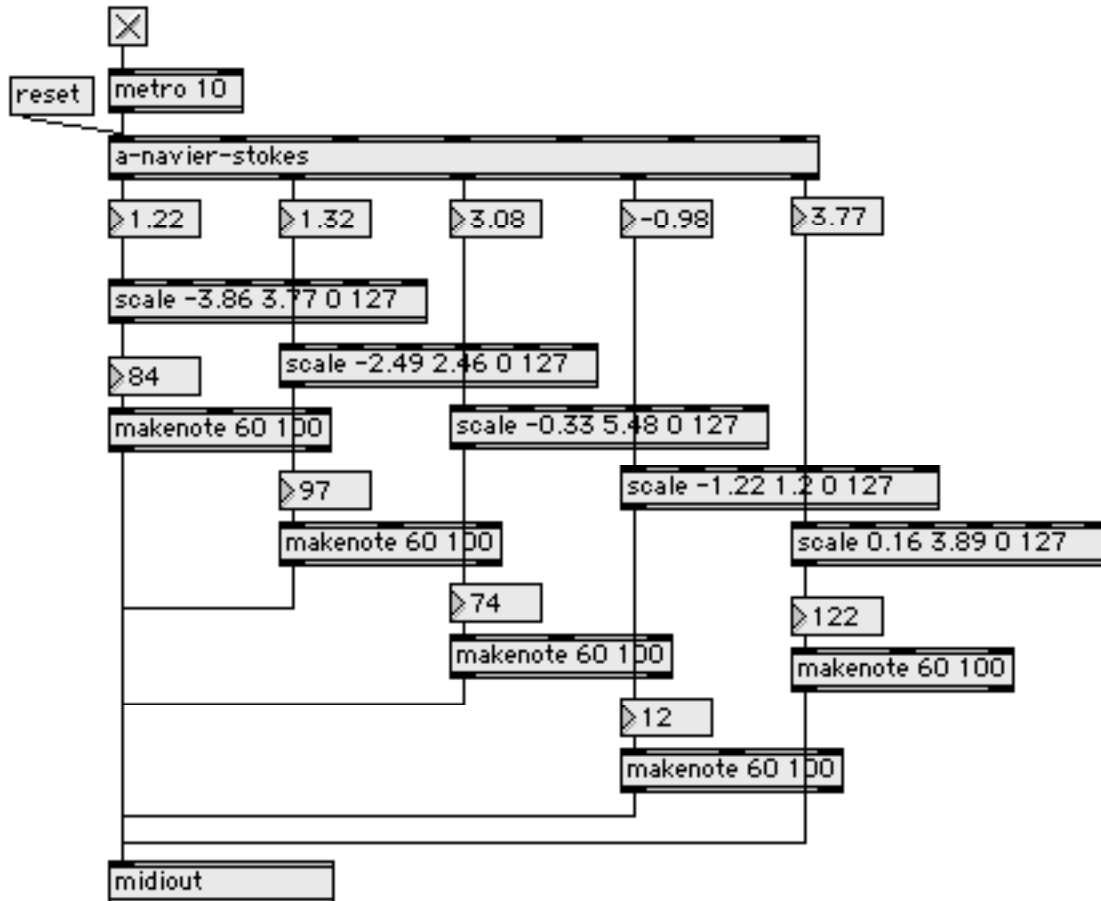 reset
metro 10
a-navier-stokes
1.22
1.32
3.08
-0.98
3.77
scale -3.86 3.77 0 127
scale -2.49 2.46 0 127
84
scale -0.33 5.48 0 127
makenote 60 100
scale -1.22 1.2 0 127
97
makenote 60 100
scale 0.16 3.89 0 127
74
122
makenote 60 100
makenote 60 100
12
makenote 60 100
midiout